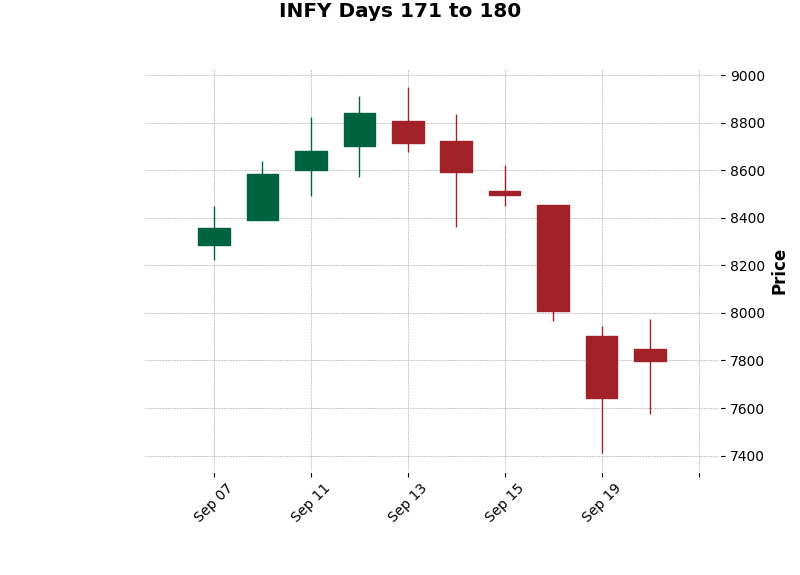 INFY Days 171 to 180
9000
8800
8600
8400
8200
8000
7800
7600
7400
Price
Sep 07
Sep 11
Sep 13
Sep 15
Sep 19